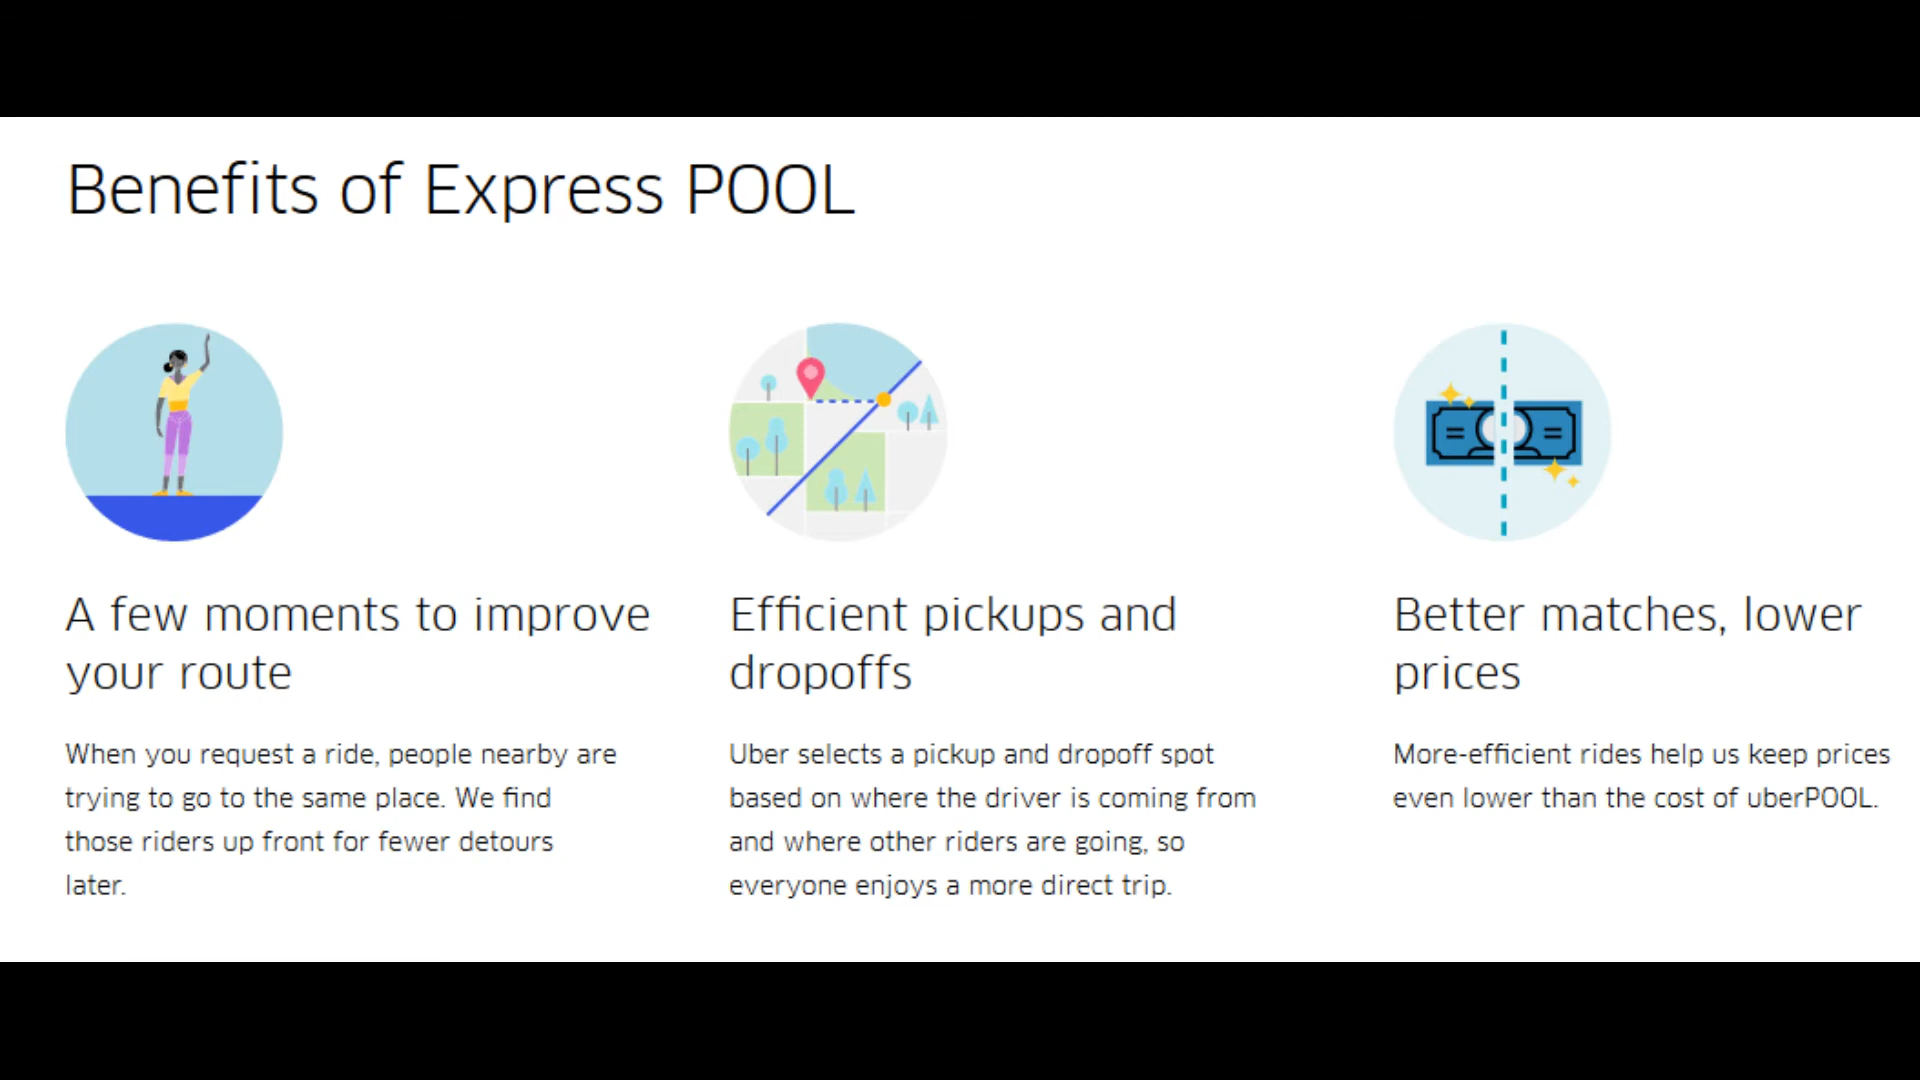 Benefits of Express POOL
A few moments to improve
your route
When you request a ride, people nearby are
trying to go to the same place. We find
those riders up front for fewer detours
later.
Efficient pickups and
dropoffs
Uber selects a pickup and dropoff spot
based on where the driver is coming from
and where other riders are going, so
everyone enjoys a more direct trip.
Better matches, lower
prices
More-efficient rides help us keep prices
even lower than the cost of uberPOOL.